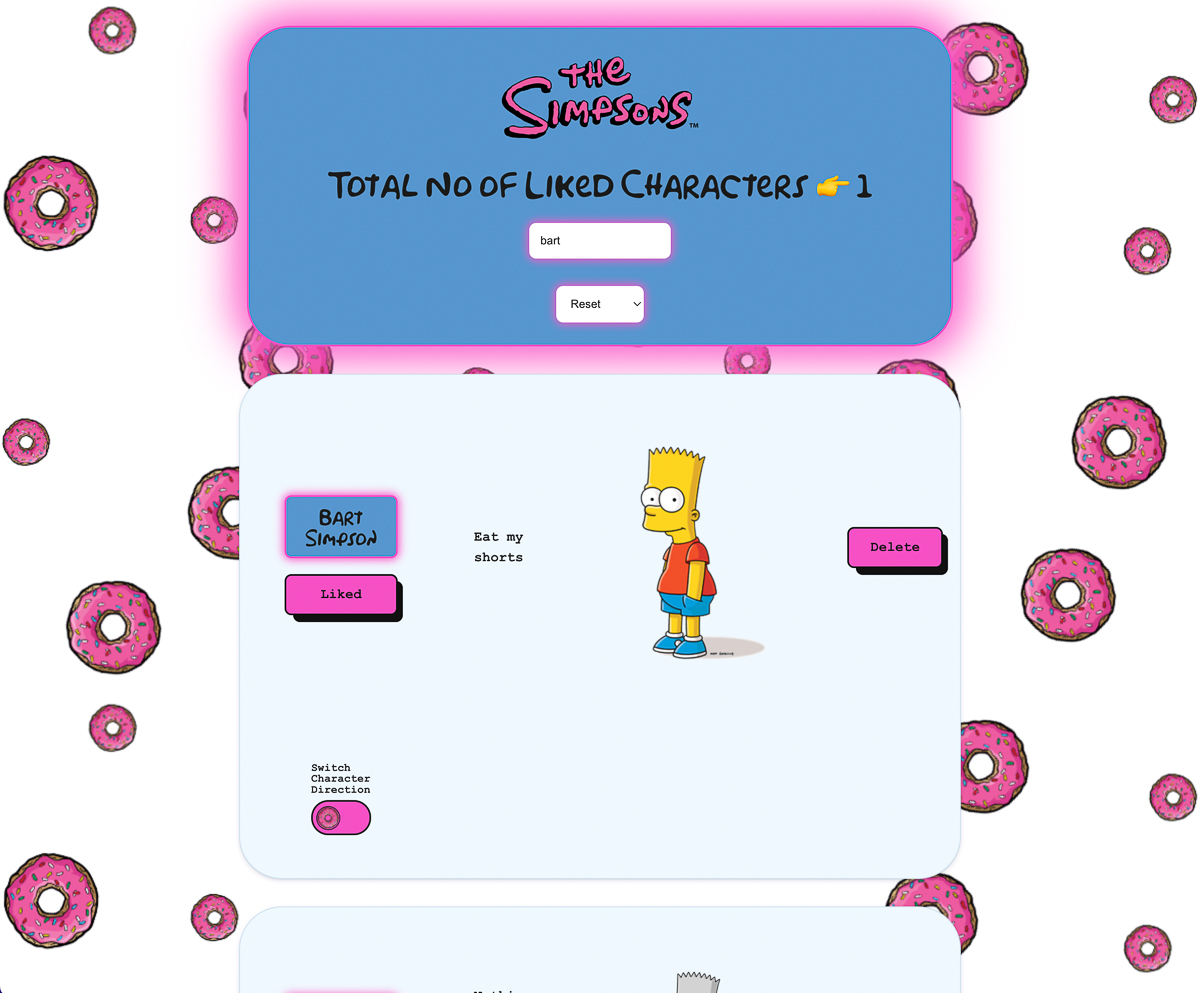 THE
SIMPSONS™
TOTAL NO OF LIKED CHARACTERS 👉 1
bart
Reset
BART
SIMPSON
Eat my
shorts
Delete
Liked
Switch
Character
Direction